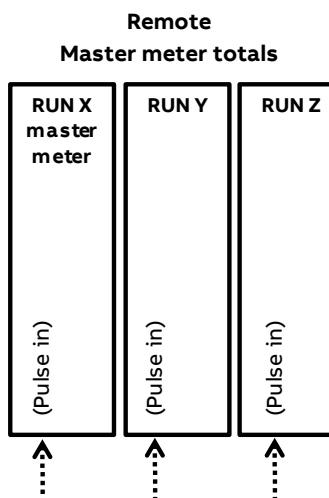 Remote
Master meter totals
RUN X
master
meter
RUN Y
RUN Z
(Pulse in)
(Pulse in)
(Pulse in)